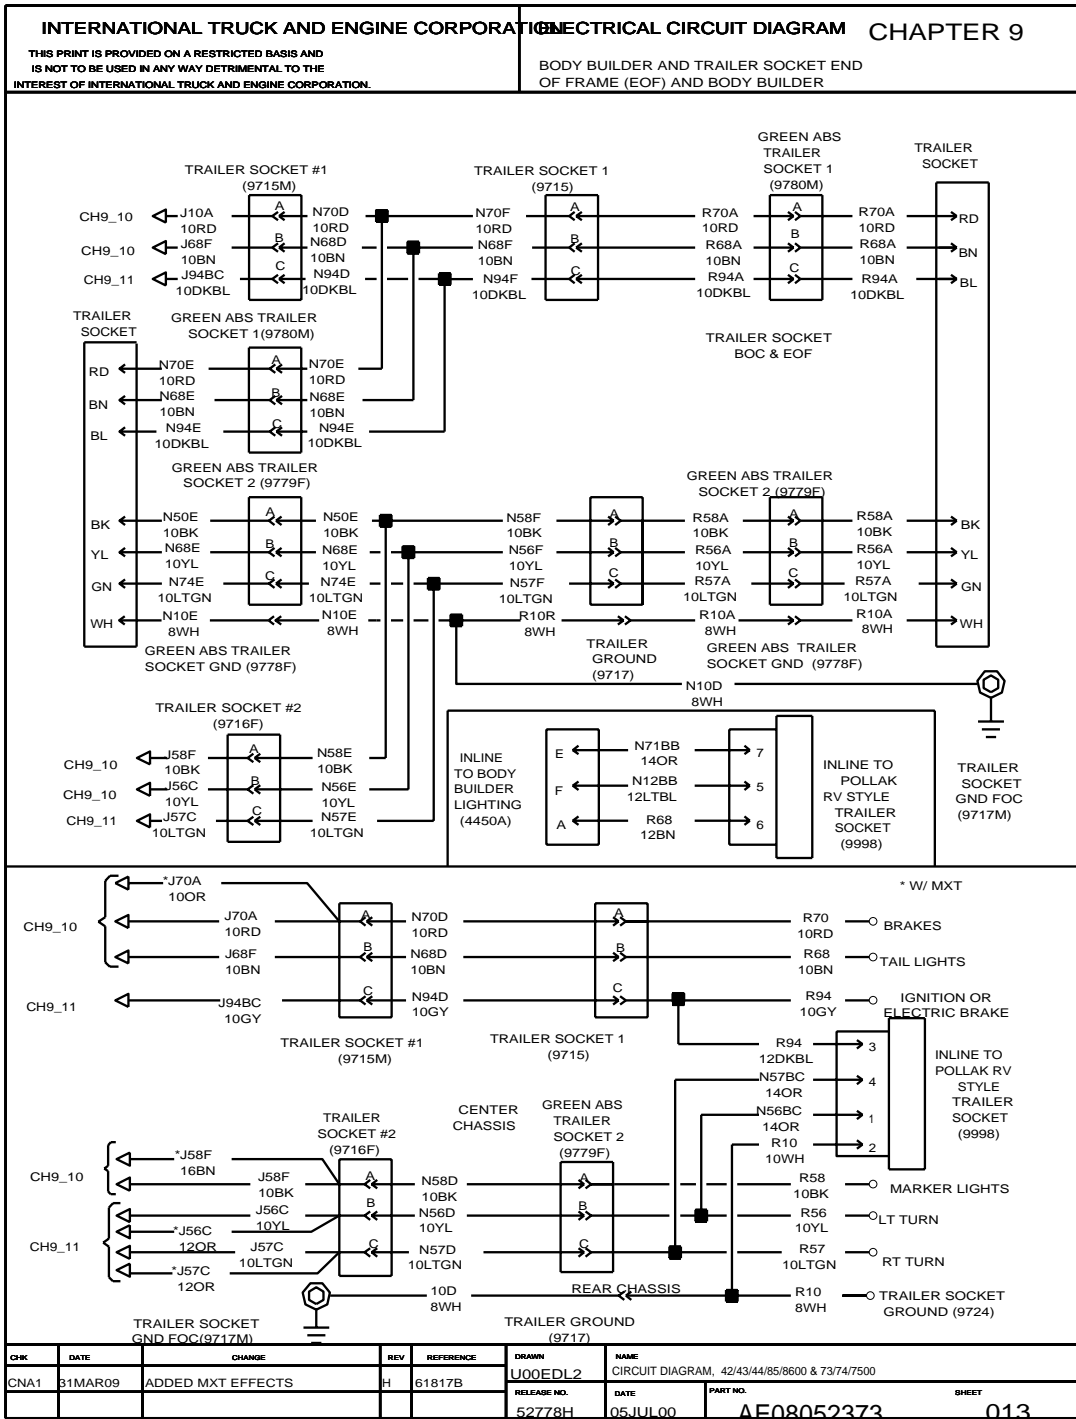 INTERNATIONAL TRUCK AND ENGINE CORPORATION
ELECTRICAL CIRCUIT DIAGRAM
CHAPTER 9
THIS PRINT IS PROVIDED ON A RESTRICTED BASIS AND
IS NOT TO BE USED IN ANY WAY DETRIMENTAL TO THE
INTEREST OF INTERNATIONAL TRUCK AND ENGINE CORPORATION.
BODY BUILDER AND TRAILER SOCKET END
OF FRAME (EOF) AND BODY BUILDER
TRAILER SOCKET #1
(9715M)
TRAILER SOCKET 1
(9715)
GREEN ABS
TRAILER
SOCKET 1
(9780M)
TRAILER
SOCKET
CH9_10 J10A A N70D N70F A R70A A R70A RD
10RD 10RD 10RD 10RD 10RD
CH9_10 J68F B N68D N68F B R68A B R68A BN
10BN 10BN 10BN 10BN 10BN
CH9_11 J94BC C N94D N94F C R94A C R94A BL
10DKBL 10DKBL 10DKBL 10DKBL 10DKBL
TRAILER
SOCKET
GREEN ABS TRAILER
SOCKET 1(9780M)
TRAILER SOCKET
BOC & EOF
RD N70E A N70E
10RD 10RD
BN N68E B N68E
10BN 10BN
BL N94E C N94E
10DKBL 10DKBL
GREEN ABS TRAILER
SOCKET 2 (9779F)
GREEN ABS TRAILER
SOCKET 2 (9779F)
BK N50E A N50E N58F A R58A A R58A BK
10BK 10BK 10BK 10BK 10BK
YL N68E B N68E N56F B R56A B R56A YL
10YL 10YL 10YL 10YL 10YL
GN N74E C N74E N57F C R57A C R57A GN
10LTGN 10LTGN 10LTGN 10LTGN 10LTGN
WH N10E N10E R10R R10A R10A WH
8WH 8WH 8WH 8WH 8WH
GREEN ABS TRAILER
SOCKET GND (9778F)
TRAILER
GROUND
(9717)
GREEN ABS TRAILER
SOCKET GND (9778F)
N10D
8WH
TRAILER SOCKET #2
(9716F)
CH9_10 J58F A N58E
10BK 10BK
CH9_10 J56C B N56E
10YL 10YL
CH9_11 J57C C N57E
10LTGN 10LTGN
INLINE
TO BODY
BUILDER
LIGHTING
(4450A)
E N71BB 7
14OR
F N12BB 5
12LTBL
A R68 6
12BN
INLINE TO
POLLAK
RV STYLE
TRAILER
SOCKET
(9998)
TRAILER
SOCKET
GND FOC
(9717M)
* W/ MXT
*J70A
10OR
CH9_10 J70A A N70D A R70 BRAKES
10RD 10RD 10RD
J68F B N68D B R68 TAIL LIGHTS
10BN 10BN 10BN
CH9_11 J94BC C N94D C R94 IGNITION OR
10GY 10GY 10GY ELECTRIC BRAKE
TRAILER SOCKET #1
(9715M)
TRAILER SOCKET 1
(9715)
R94 3
12DKBL
N57BC 4
14OR
N56BC 1
14OR
R10 2
10WH
INLINE TO
POLLAK RV
STYLE
TRAILER
SOCKET
(9998)
TRAILER
SOCKET #2
(9716F)
CENTER
CHASSIS
GREEN ABS
TRAILER
SOCKET 2
(9779F)
CH9_10 *J58F
16BN
J58F A N58D A R58 MARKER LIGHTS
10BK 10BK 10BK
J56C B N56D B R56 LT TURN
10YL 10YL 10YL
CH9_11 *J56C
12OR
J57C C N57D C R57 RT TURN
10LTGN 10LTGN 10LTGN
*J57C
12OR
10D REAR CHASSIS R10 TRAILER SOCKET
8WH 8WH GROUND (9724)
TRAILER SOCKET
GND FOC(9717M)
TRAILER GROUND
(9717)
CHK DATE CHANGE REV REFERENCE DRAWN NAME
CNA1 31MAR09 ADDED MXT EFFECTS H 61817B U00EDL2 CIRCUIT DIAGRAM, 42/43/44/85/8600 & 73/74/7500
RELEASE NO. DATE PART NO. SHEET
52778H 05JUL00 AE08052373 013